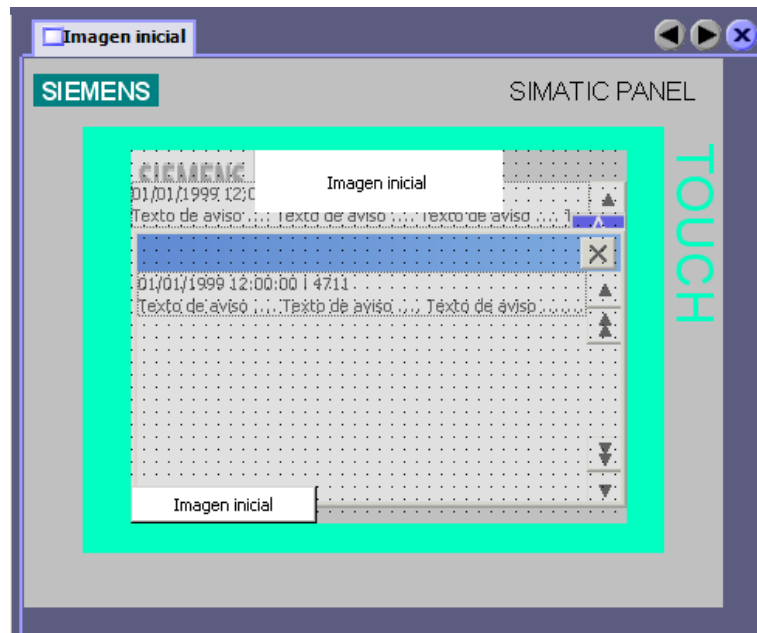 Imagen inicial
SIEMENS
SIMATIC PANEL
TOUCH
SIEMENS
Imagen inicial
01/01/1999 12:0
Texto de aviso .... Texto de aviso .... Texto de aviso .... T
01/01/1999 12:00:00 | 4711
Texto de aviso .... Texto de aviso .... Texto de aviso ....
Imagen inicial